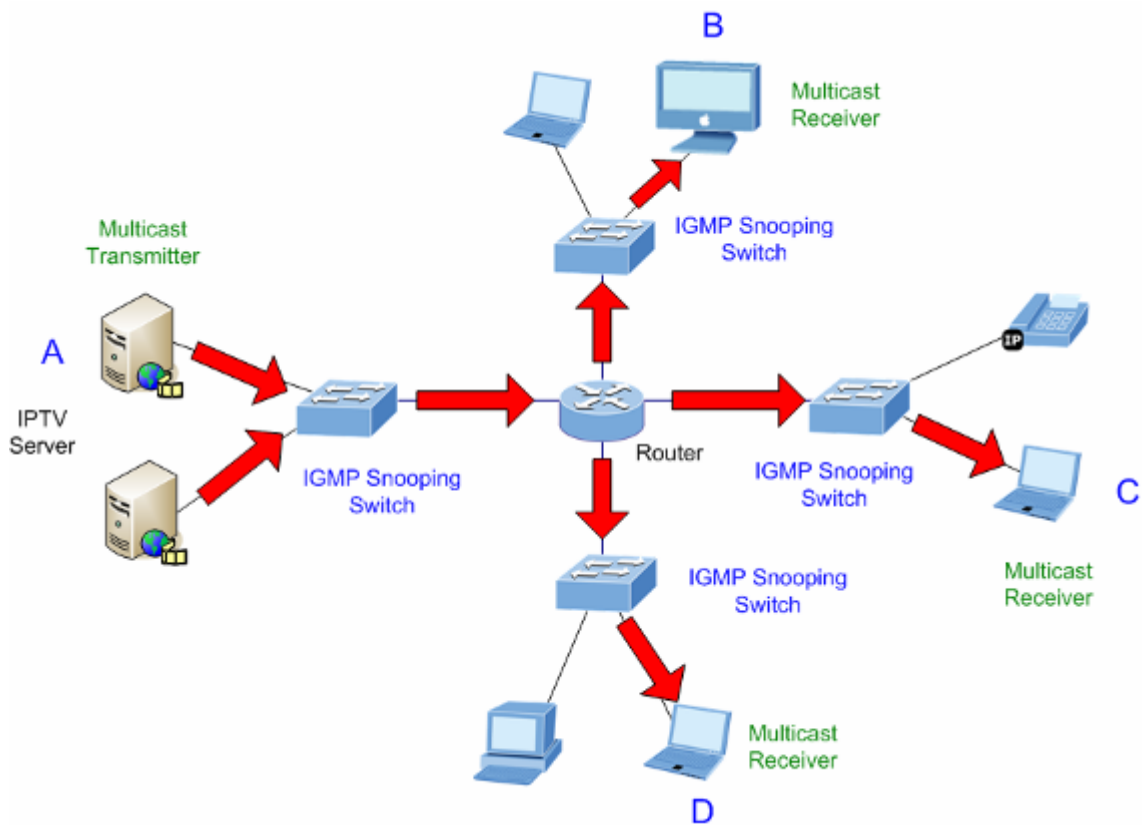 B
Multicast
Receiver
IGMP Snooping
Switch
Multicast
Transmitter
A
IPTV
Server
IGMP Snooping
Switch
Router
IP
IGMP Snooping
Switch
C
Multicast
Receiver
IGMP Snooping
Switch
Multicast
Receiver
D